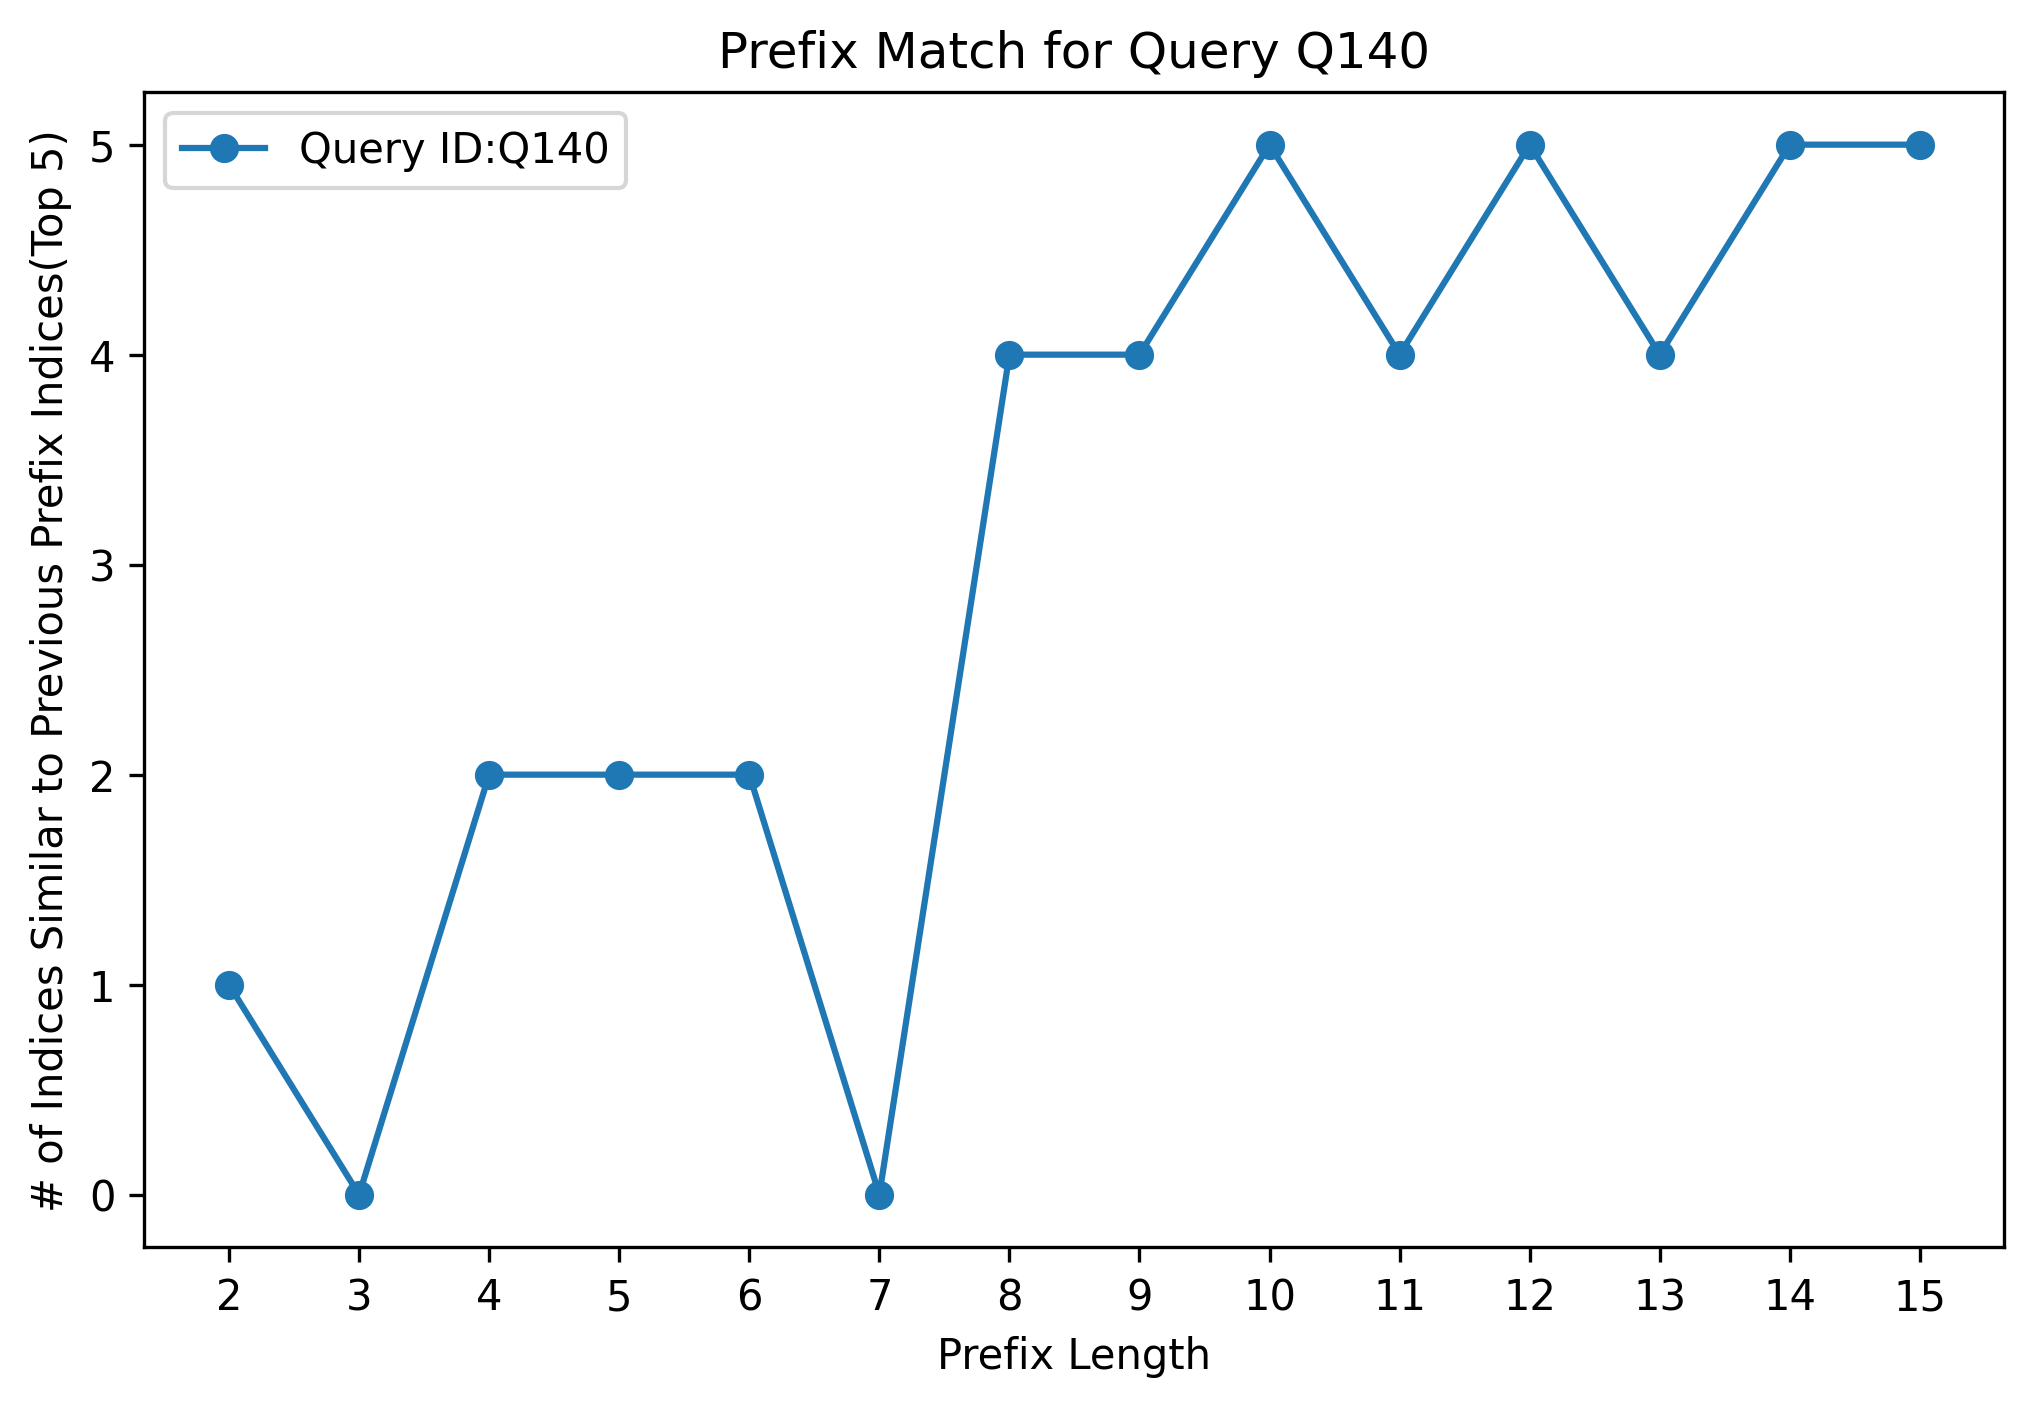 Prefix Match for Query Q140
Query ID:Q140
# of Indices Similar to Previous Prefix Indices(Top 5)
5
4
3
2
1
0
2 3 4 5 6 7 8 9 10 11 12 13 14 15
Prefix Length